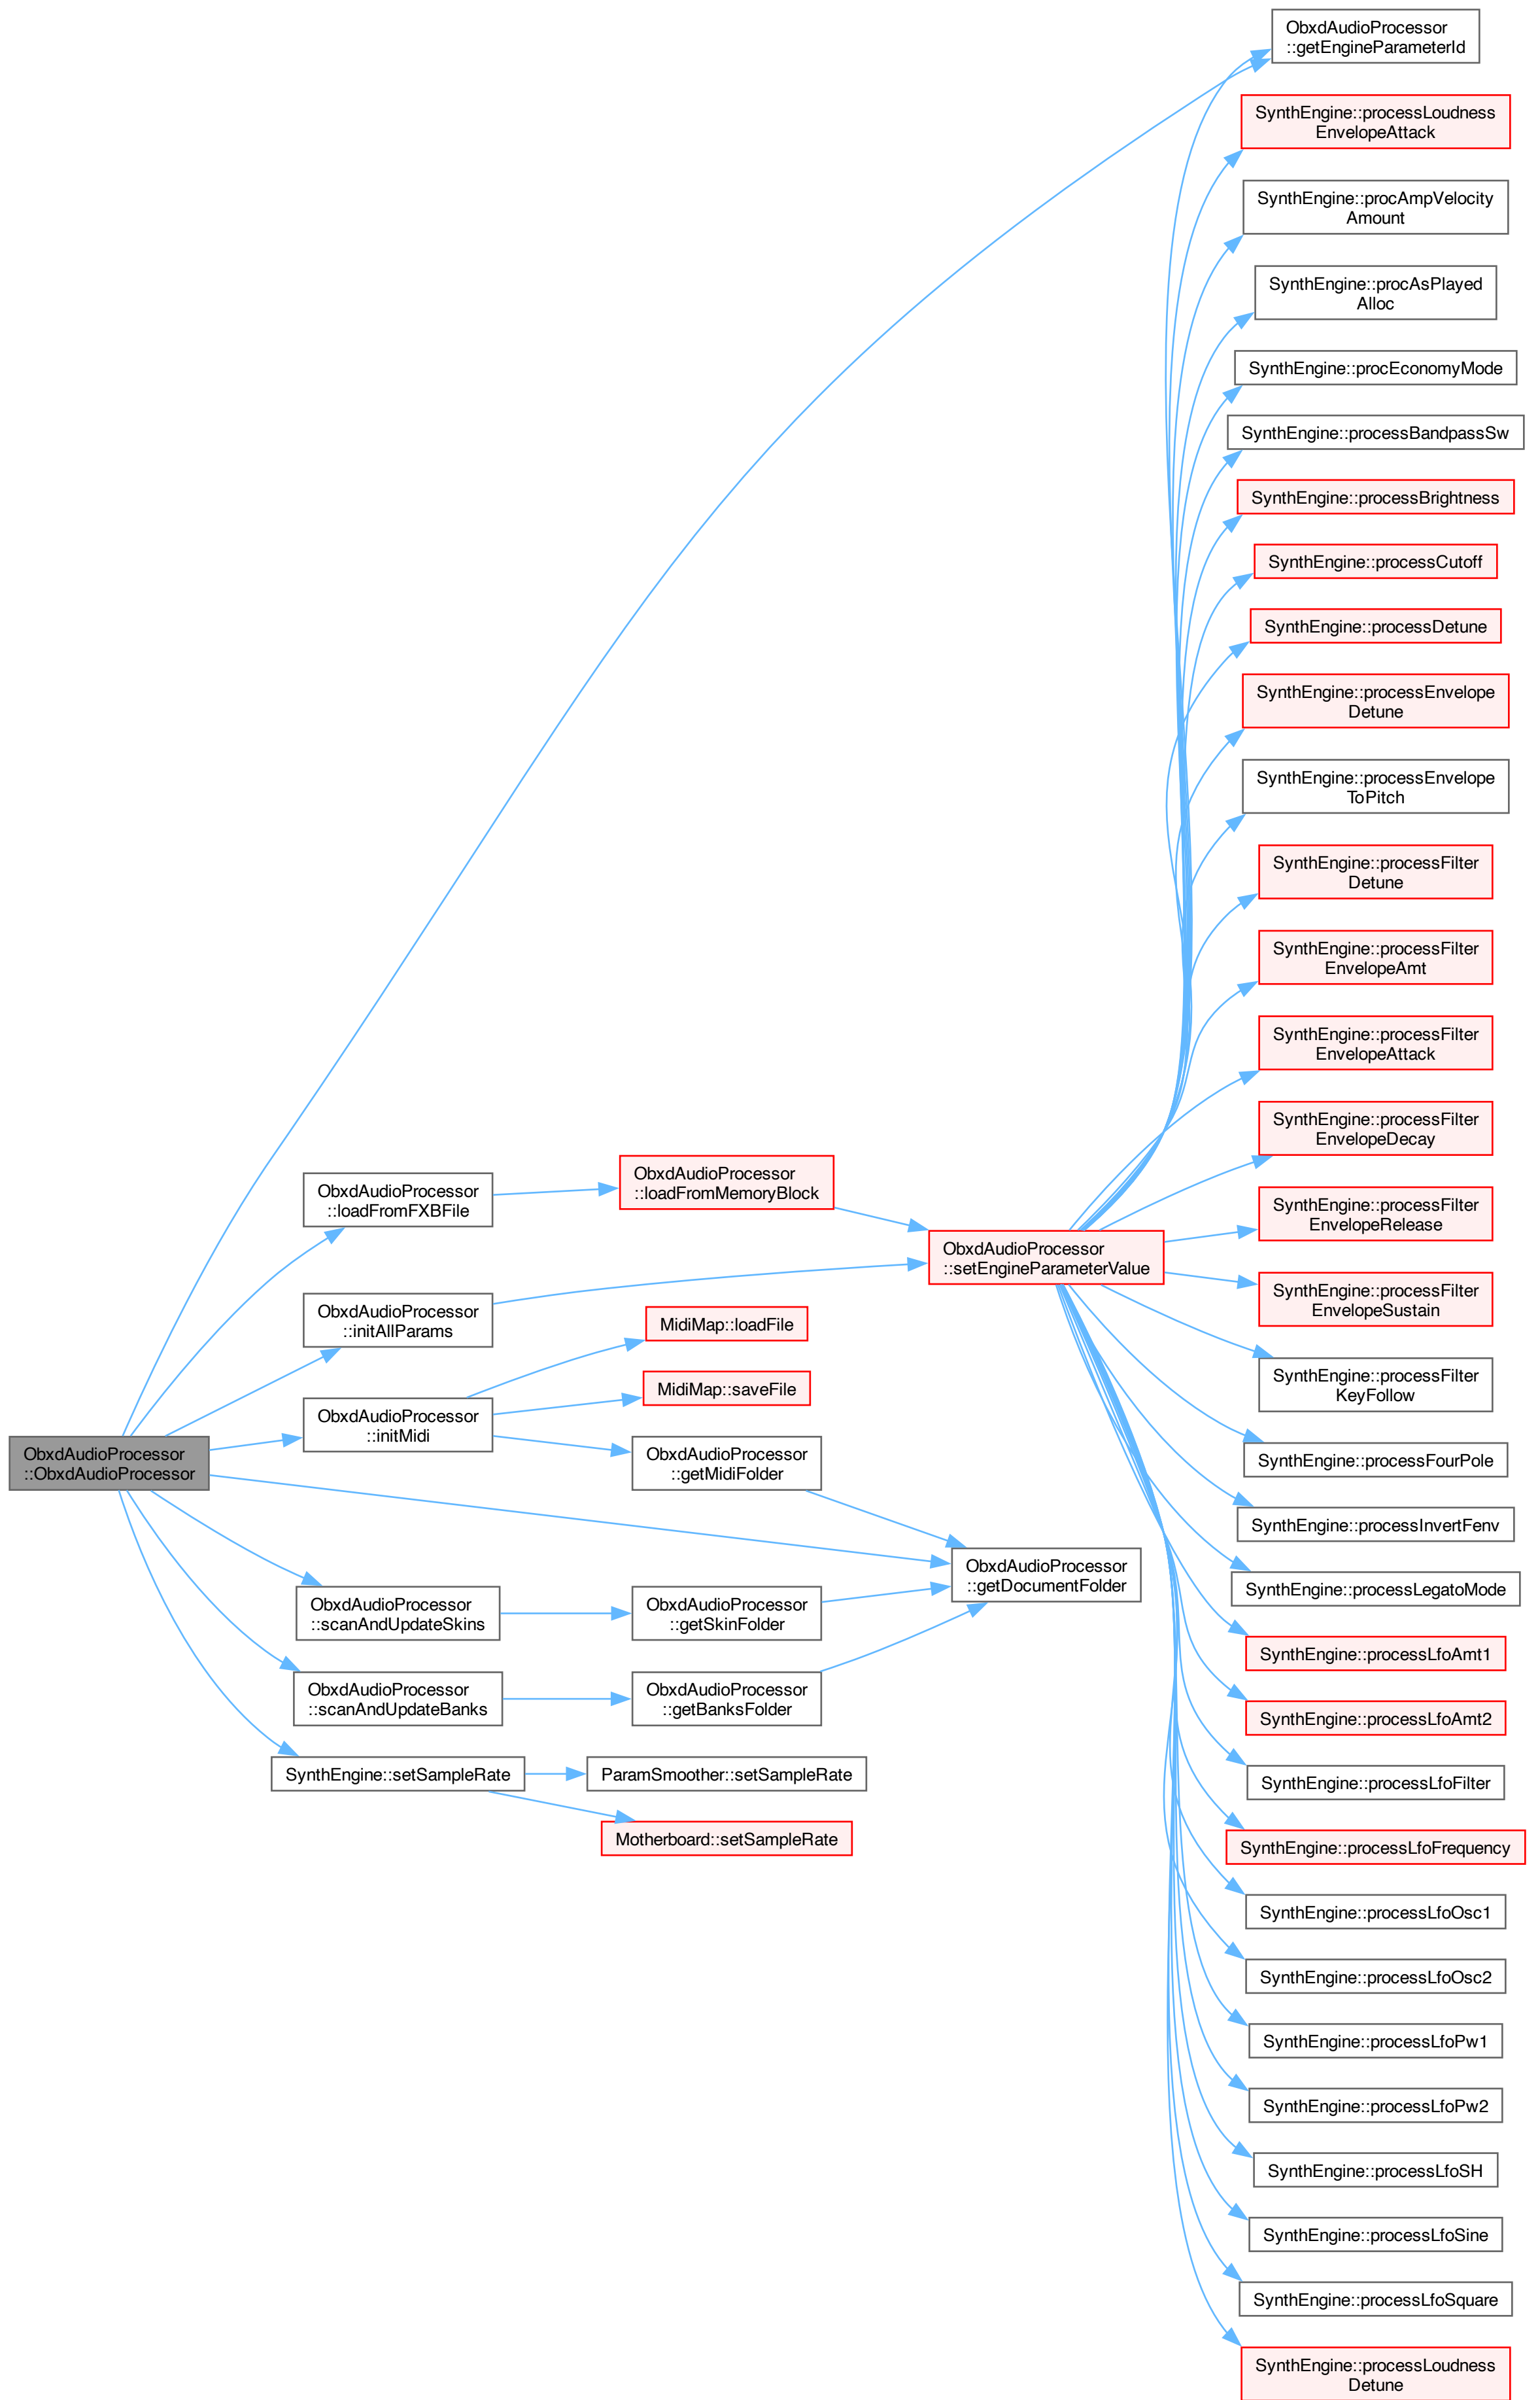 ObxdAudioProcessor
::ObxdAudioProcessor
ObxdAudioProcessor
::loadFromFXBFile
ObxdAudioProcessor
::initAllParams
ObxdAudioProcessor
::initMidi
ObxdAudioProcessor
::scanAndUpdateSkins
ObxdAudioProcessor
::scanAndUpdateBanks
SynthEngine::setSampleRate
ObxdAudioProcessor
::loadFromMemoryBlock
MidiMap::loadFile
MidiMap::saveFile
ObxdAudioProcessor
::getMidiFolder
ObxdAudioProcessor
::getSkinFolder
ObxdAudioProcessor
::getBanksFolder
ParamSmoother::setSampleRate
Motherboard::setSampleRate
ObxdAudioProcessor
::setEngineParameterValue
ObxdAudioProcessor
::getDocumentFolder
ObxdAudioProcessor
::getEngineParameterId
SynthEngine::processLoudness
EnvelopeAttack
SynthEngine::procAmpVelocity
Amount
SynthEngine::procAsPlayed
Alloc
SynthEngine::procEconomyMode
SynthEngine::processBandpassSw
SynthEngine::processBrightness
SynthEngine::processCutoff
SynthEngine::processDetune
SynthEngine::processEnvelope
Detune
SynthEngine::processEnvelope
ToPitch
SynthEngine::processFilter
Detune
SynthEngine::processFilter
EnvelopeAmt
SynthEngine::processFilter
EnvelopeAttack
SynthEngine::processFilter
EnvelopeDecay
SynthEngine::processFilter
EnvelopeRelease
SynthEngine::processFilter
EnvelopeSustain
SynthEngine::processFilter
KeyFollow
SynthEngine::processFourPole
SynthEngine::processInvertFenv
SynthEngine::processLegatoMode
SynthEngine::processLfoAmt1
SynthEngine::processLfoAmt2
SynthEngine::processLfoFilter
SynthEngine::processLfoFrequency
SynthEngine::processLfoOsc1
SynthEngine::processLfoOsc2
SynthEngine::processLfoPw1
SynthEngine::processLfoPw2
SynthEngine::processLfoSH
SynthEngine::processLfoSine
SynthEngine::processLfoSquare
SynthEngine::processLoudness
Detune